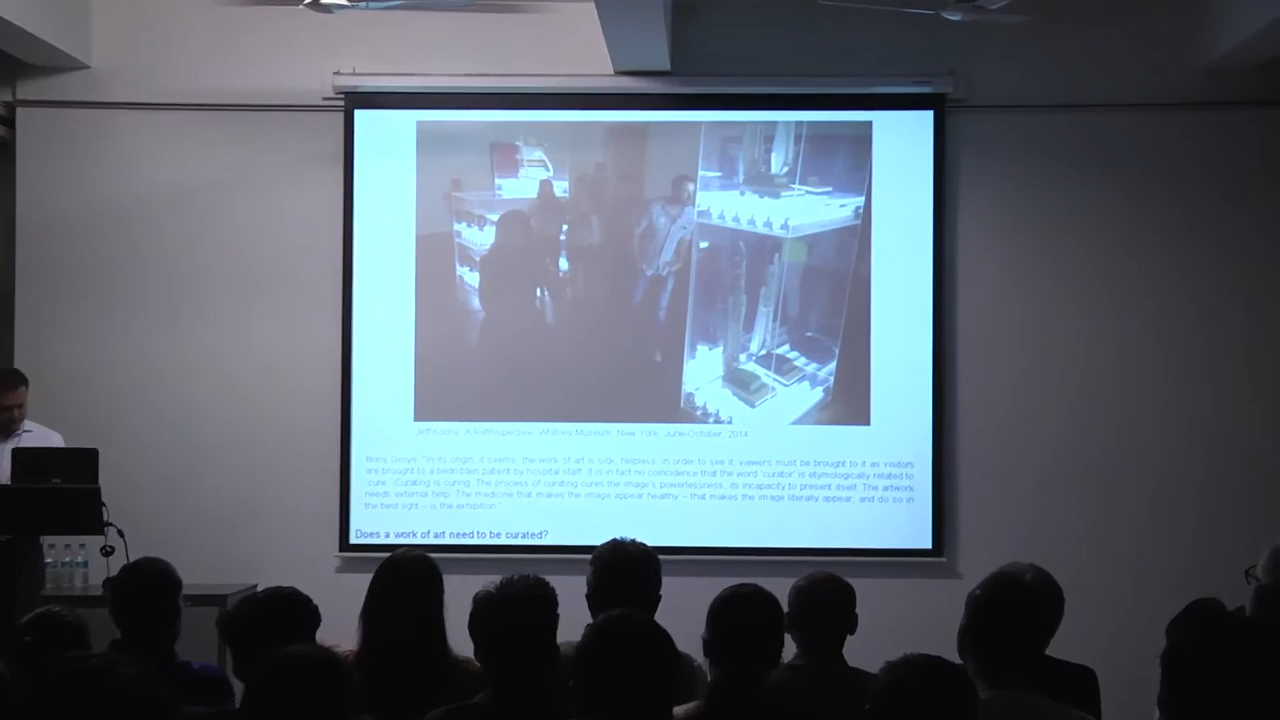 Jeff Koons: A Retrospective, Whitney Museum, New York, June-October, 2014
Boris Groys: "In its origin, it seems, the work of art is sick, helpless; in order to see it, viewers must be brought to it as visitors
are brought to a bedridden patient by hospital staff. It is in fact no coincidence that the word 'curator' is etymologically related to
'cure'. Curating is curing. The process of curating cures the image's powerlessness, its incapacity to present itself. The artwork
needs external help. The medicine that makes the image appear healthy – that makes the image literally appear, and do so in
the best light – is the exhibition."
Does a work of art need to be curated?